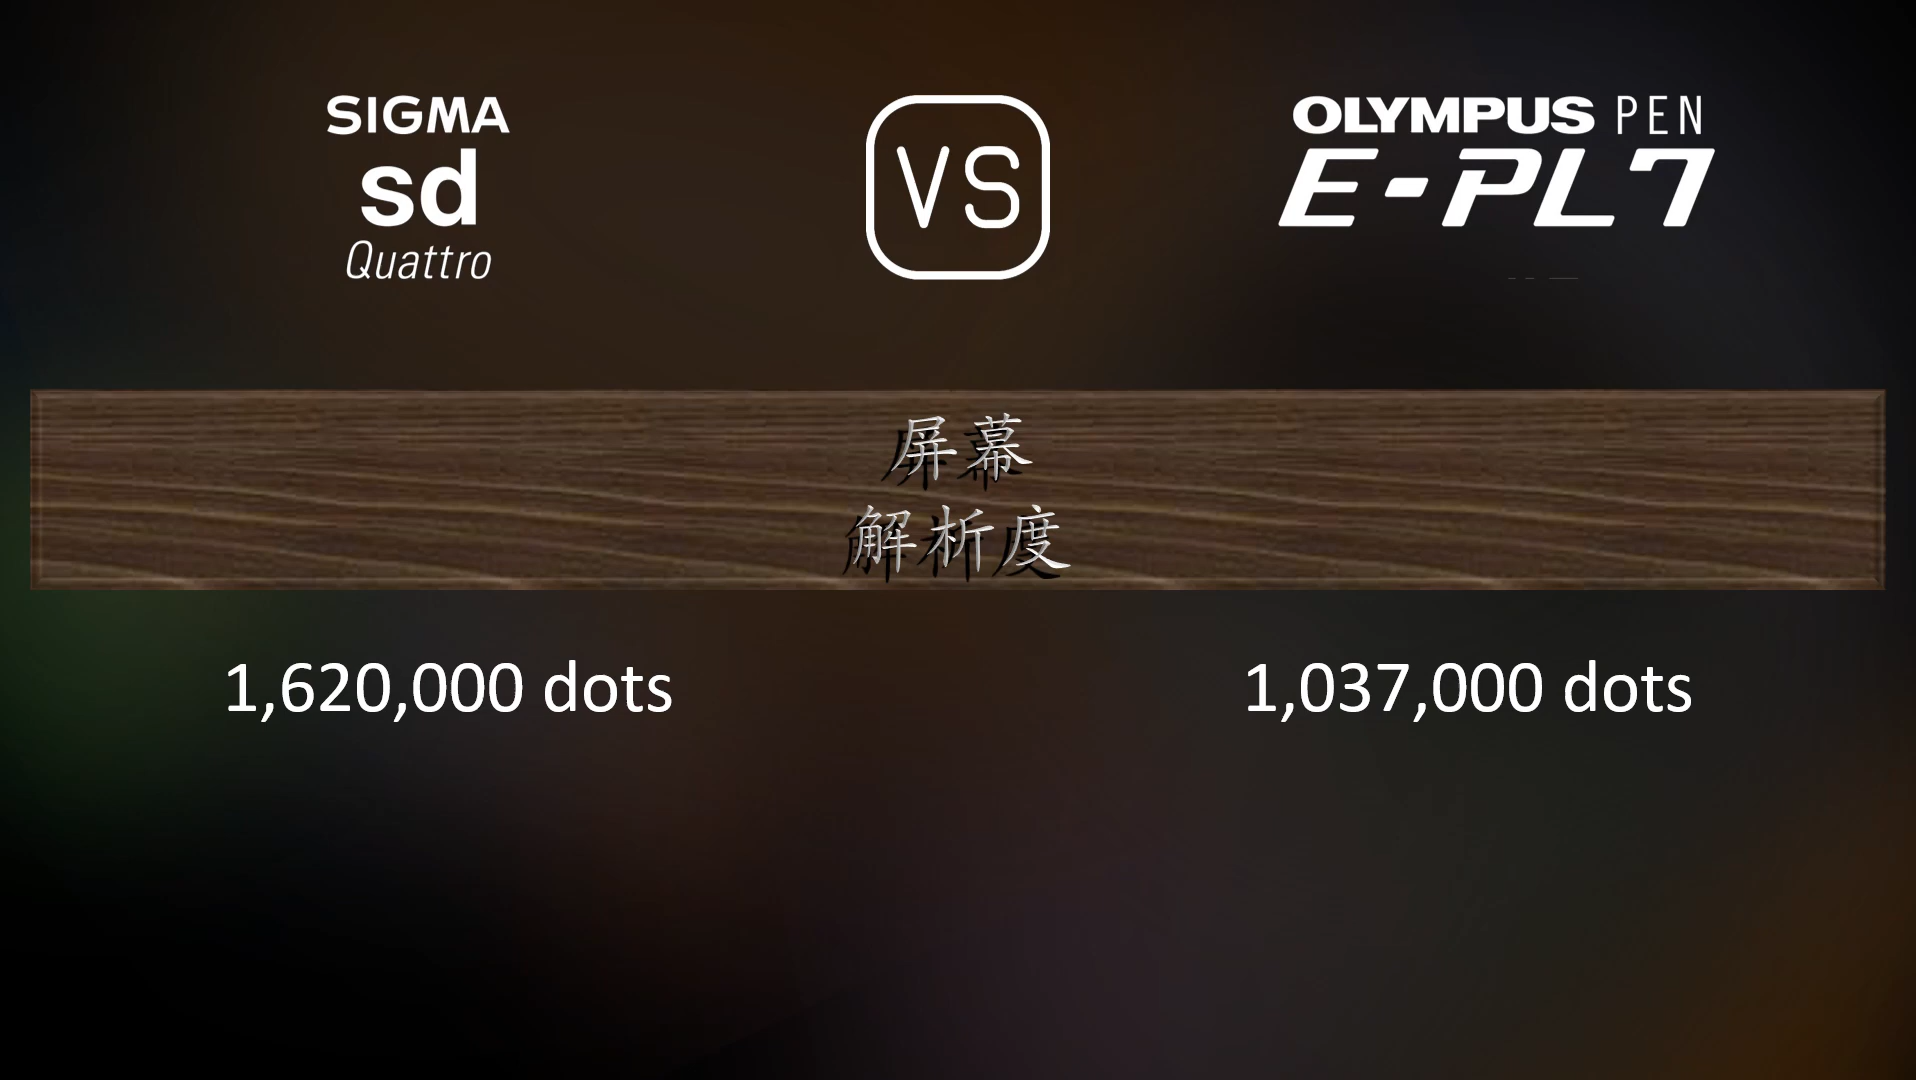 SIGMA
sd
Quattro
VS
OLYMPUS PEN
E-PL7
屏幕
解析度
1,620,000 dots
1,037,000 dots